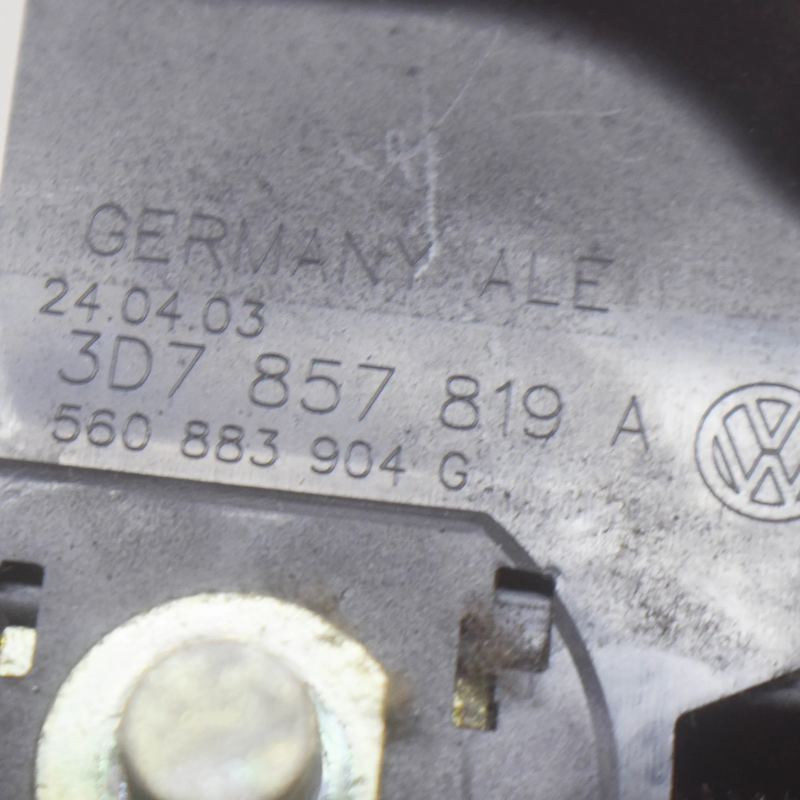 GERMANY ALE
24.04.03
3D7 857 819 A
560 883 904 G